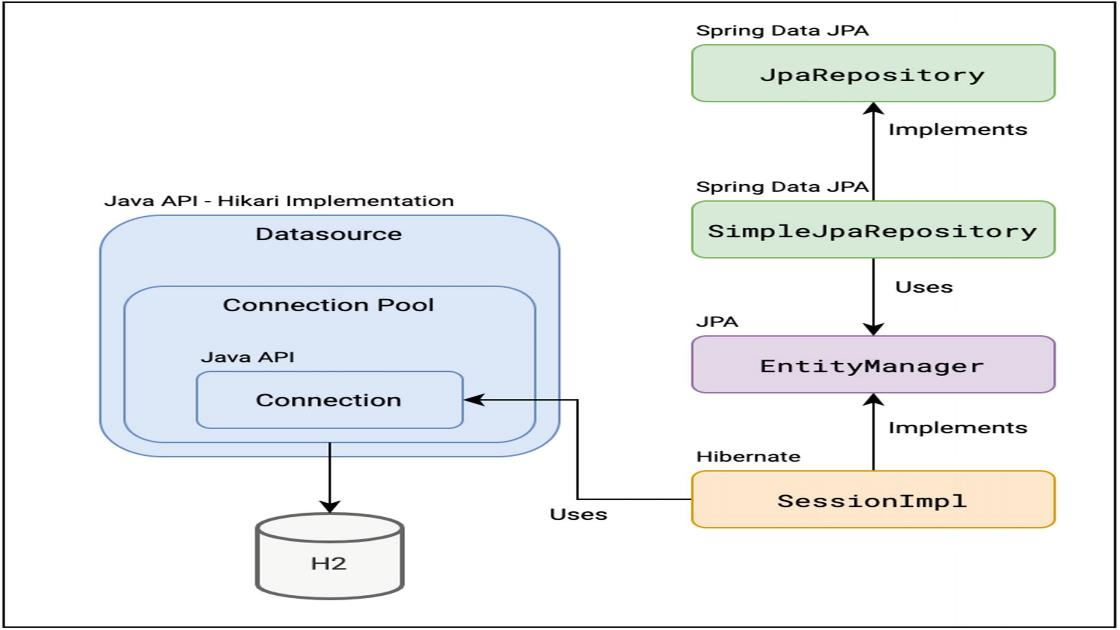 Spring Data JPA
JpaRepository
Implements
Spring Data JPA
SimpleJpaRepository
Uses
JPA
EntityManager
Implements
Hibernate
SessionImpl
Uses
Java API - Hikari Implementation
Datasource
Connection Pool
Java API
Connection
H2